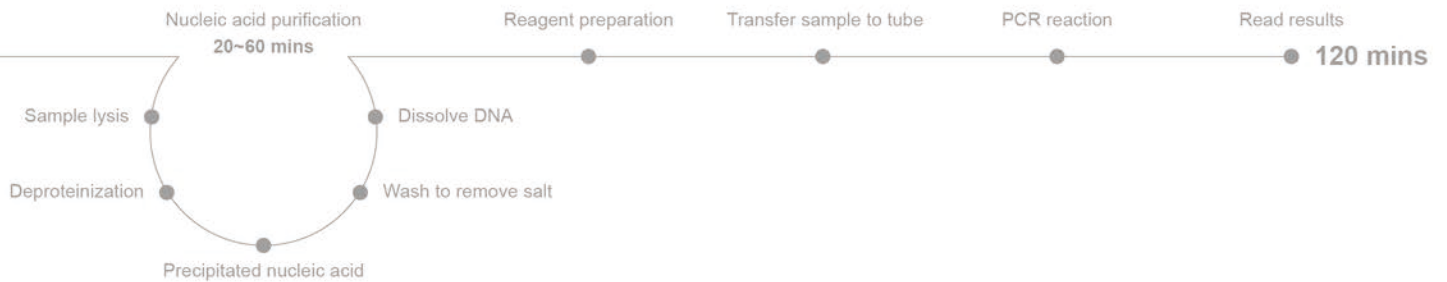 Nucleic acid purification
20~60 mins
Reagent preparation
Transfer sample to tube
PCR reaction
Read results
120 mins
Sample lysis
Dissolve DNA
Deproteinization
Wash to remove salt
Precipitated nucleic acid